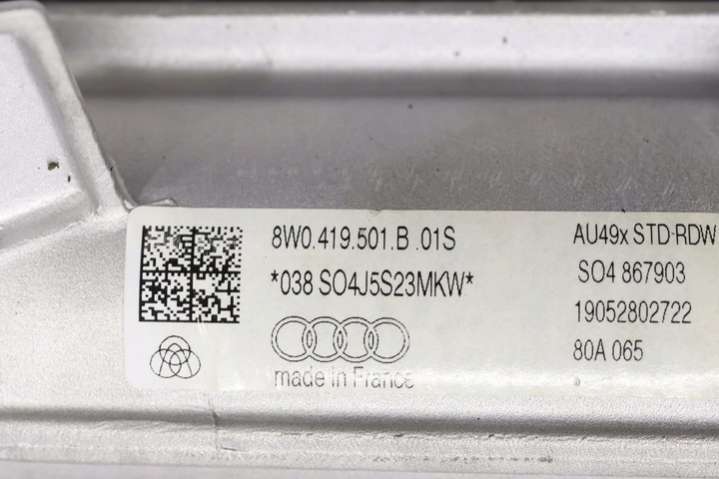 8W0.419.501.B .01S
*038 SO4J5S23MKW*
made in France
AU49x STD-RDW
SO4 867903
19052802722
80A 065